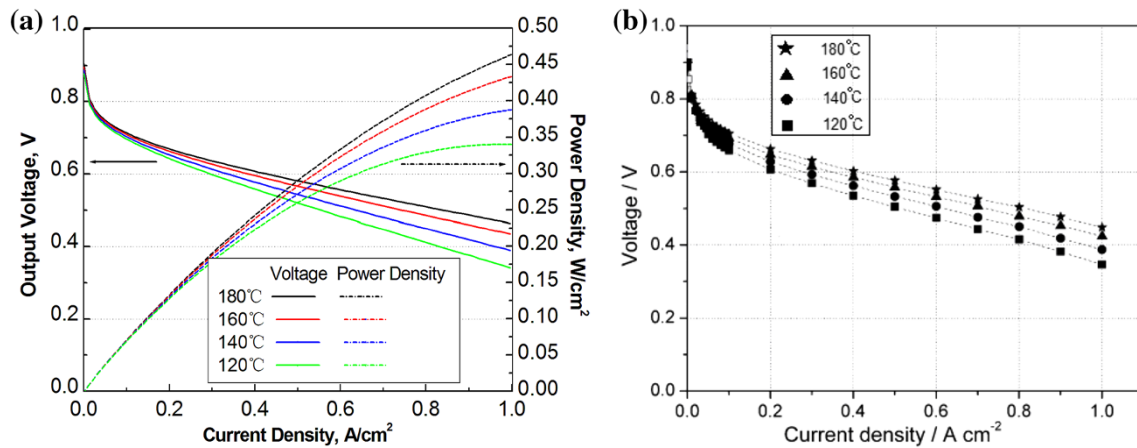 (a)
1.0
0.8
0.6
0.4
0.2
0.0
Output Voltage, V
0.50
0.45
0.40
0.35
0.30
0.25
0.20
0.15
0.10
0.05
0.00
Power Density, W/cm²
Voltage Power Density
180℃
160℃
140℃
120℃
0.0 0.2 0.4 0.6 0.8 1.0
Current Density, A/cm²
(b)
1.0
0.8
0.6
0.4
0.2
0.0
Voltage / V
180°C
160°C
140°C
120°C
0.0 0.2 0.4 0.6 0.8 1.0
Current density / A cm⁻²